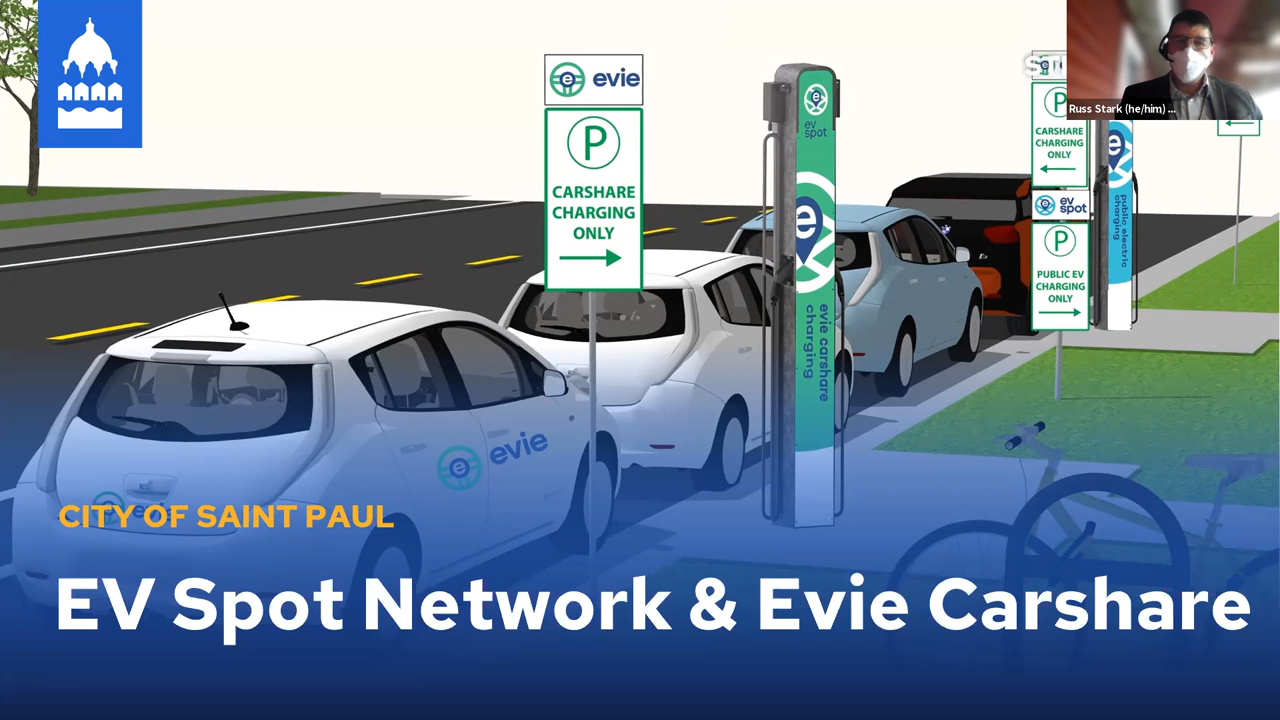 evie
P
CARSHARE
CHARGING
ONLY
ev
spot
e
evie carshare
charging
P
CARSHARE
CHARGING
ONLY
ev
spot
P
PUBLIC EV
CHARGING
ONLY
e
public electric
charging
Russ Stark (he/him) ...
evie
CITY OF SAINT PAUL
EV Spot Network & Evie Carshare